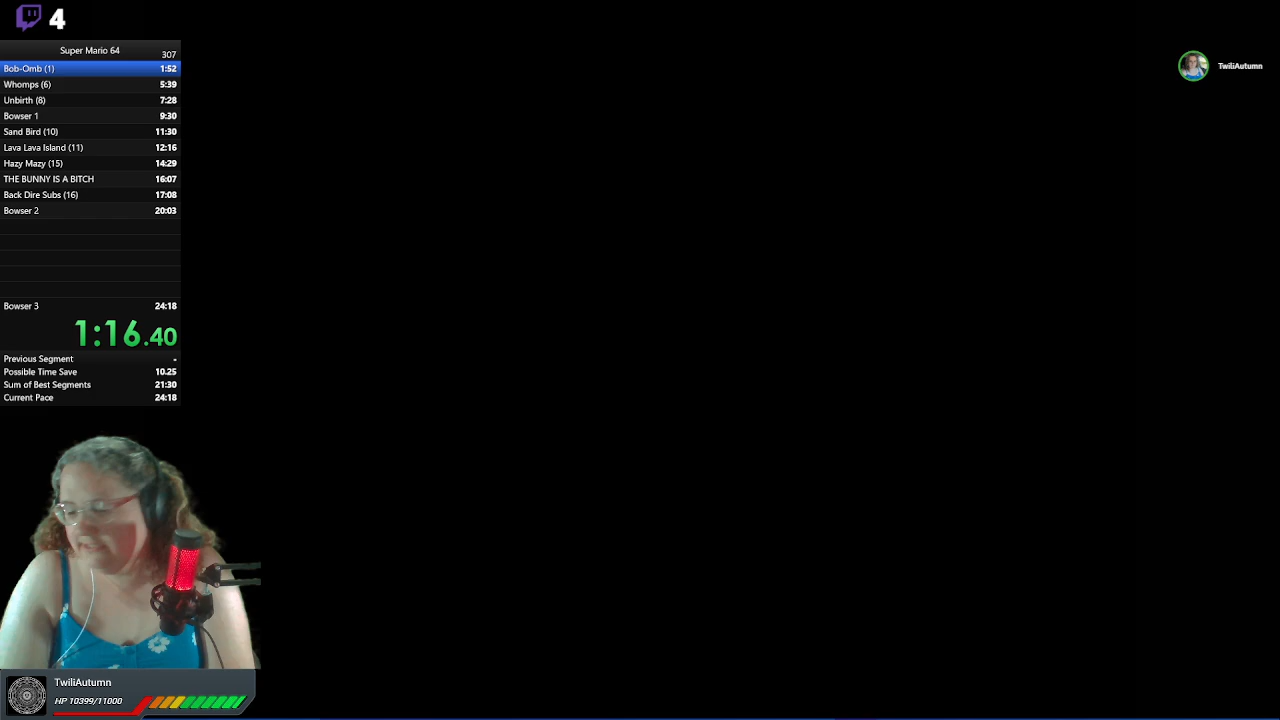 4
Super Mario 64
307
Bob-Omb (1) 1:52
Whomps (6) 5:39
Unbirth (8) 7:28
Bowser 1 9:30
Sand Bird (10) 11:30
Lava Lava Island (11) 12:16
Hazy Mazy (15) 14:29
THE BUNNY IS A BITCH 16:07
Back Dire Subs (16) 17:08
Bowser 2 20:03
Bowser 3 24:18
1:16.40
Previous Segment -
Possible Time Save 10.25
Sum of Best Segments 21:30
Current Pace 24:18
TwiliAutumn
TwiliAutumn
HP 10399/11000